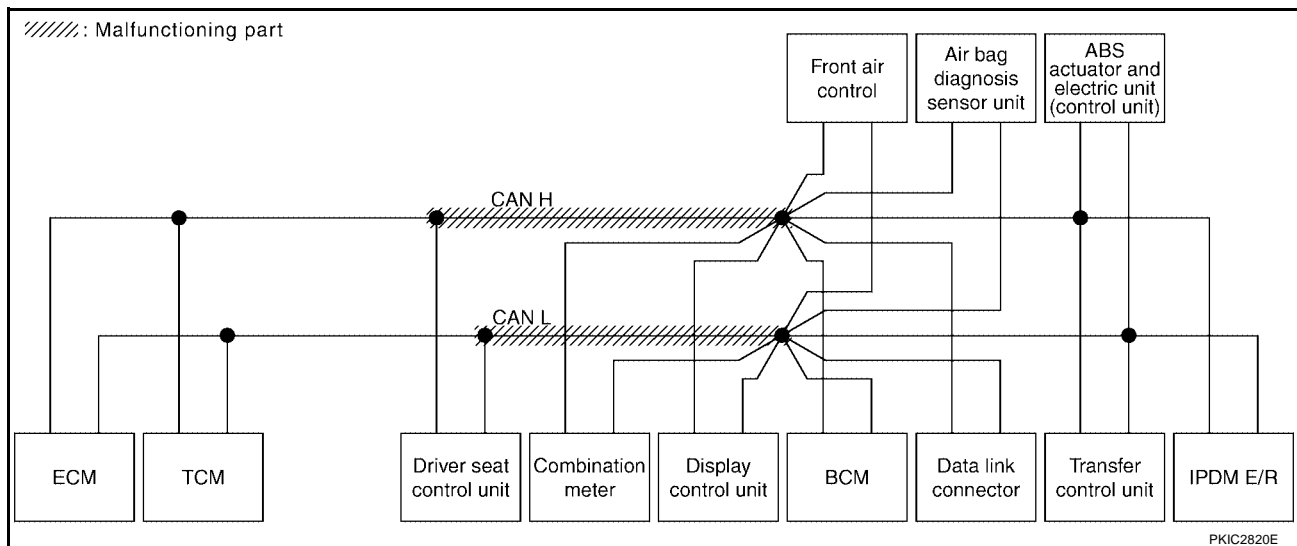 : Malfunctioning part
Front air
control
Air bag
diagnosis
sensor unit
ABS
actuator and
electric unit
(control unit)
CAN H
CAN L
ECM
TCM
Driver seat
control unit
Combination
meter
Display
control unit
BCM
Data link
connector
Transfer
control unit
IPDM E/R
PKIC2820E